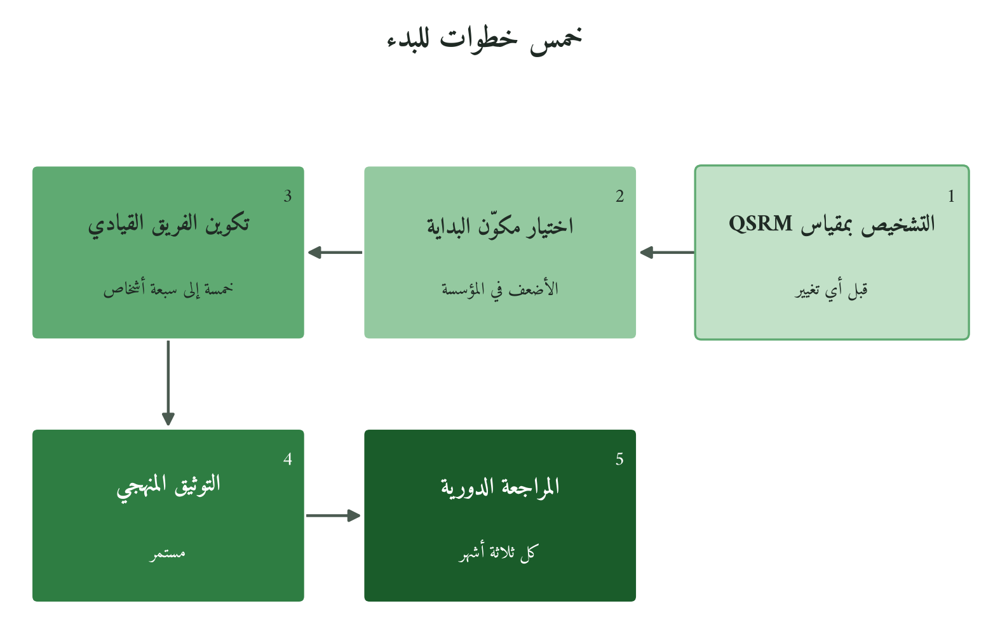 خمس خطوات للبدء
1
التشخيص بمقياس QSRM
قبل أي تغيير
2
اختيار مكوّن البداية
الأضعف في المؤسسة
3
تكوين الفريق القيادي
خمسة إلى سبعة أشخاص
4
التوثيق المنهجي
مستمر
5
المراجعة الدورية
كل ثلاثة أشهر